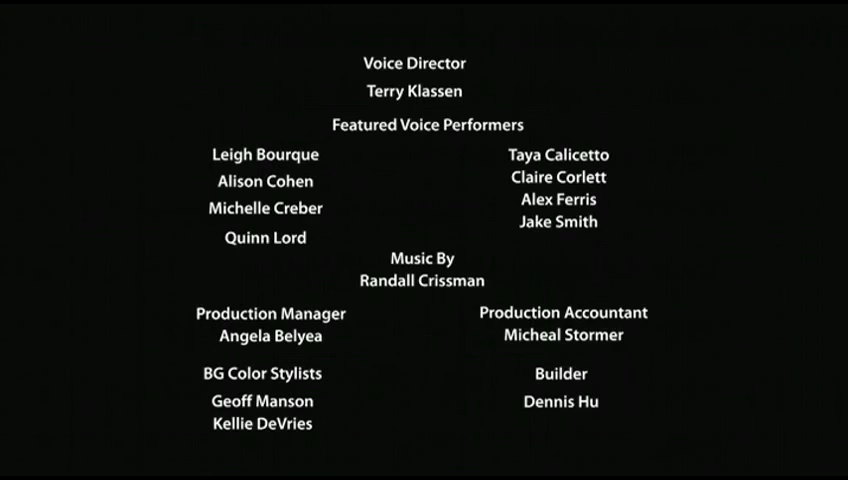 Voice Director
Terry Klassen
Featured Voice Performers
Leigh Bourque
Alison Cohen
Michelle Creber
Quinn Lord
Taya Calicetto
Claire Corlett
Alex Ferris
Jake Smith
Music By
Randall Crissman
Production Manager
Angela Belyea
Production Accountant
Micheal Stormer
BG Color Stylists
Geoff Manson
Kellie DeVries
Builder
Dennis Hu